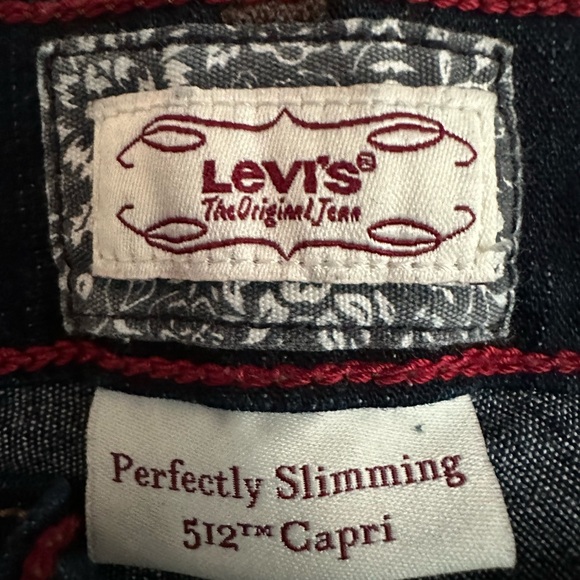 Levi's®
The Original Jean
Perfectly Slimming
512™ Capri